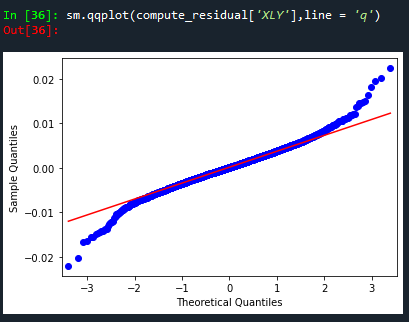 In [36]: sm.qqplot(compute_residual['XLY'],line = 'q')
Out[36]:
0.02
0.01
0.00
−0.01
−0.02
Sample Quantiles
−3 −2 −1 0 1 2 3
Theoretical Quantiles